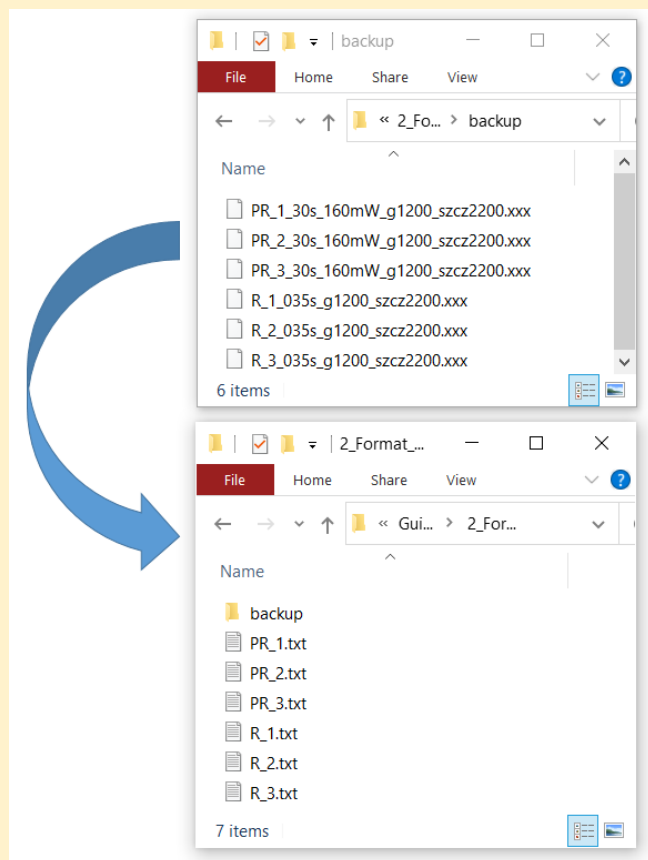 backup
File Home Share View
« 2_Fo... > backup
Name
PR_1_30s_160mW_g1200_szcz2200.xxx
PR_2_30s_160mW_g1200_szcz2200.xxx
PR_3_30s_160mW_g1200_szcz2200.xxx
R_1_035s_g1200_szcz2200.xxx
R_2_035s_g1200_szcz2200.xxx
R_3_035s_g1200_szcz2200.xxx
6 items
2_Format_...
File Home Share View
« Gui... > 2_For...
Name
backup
PR_1.txt
PR_2.txt
PR_3.txt
R_1.txt
R_2.txt
R_3.txt
7 items